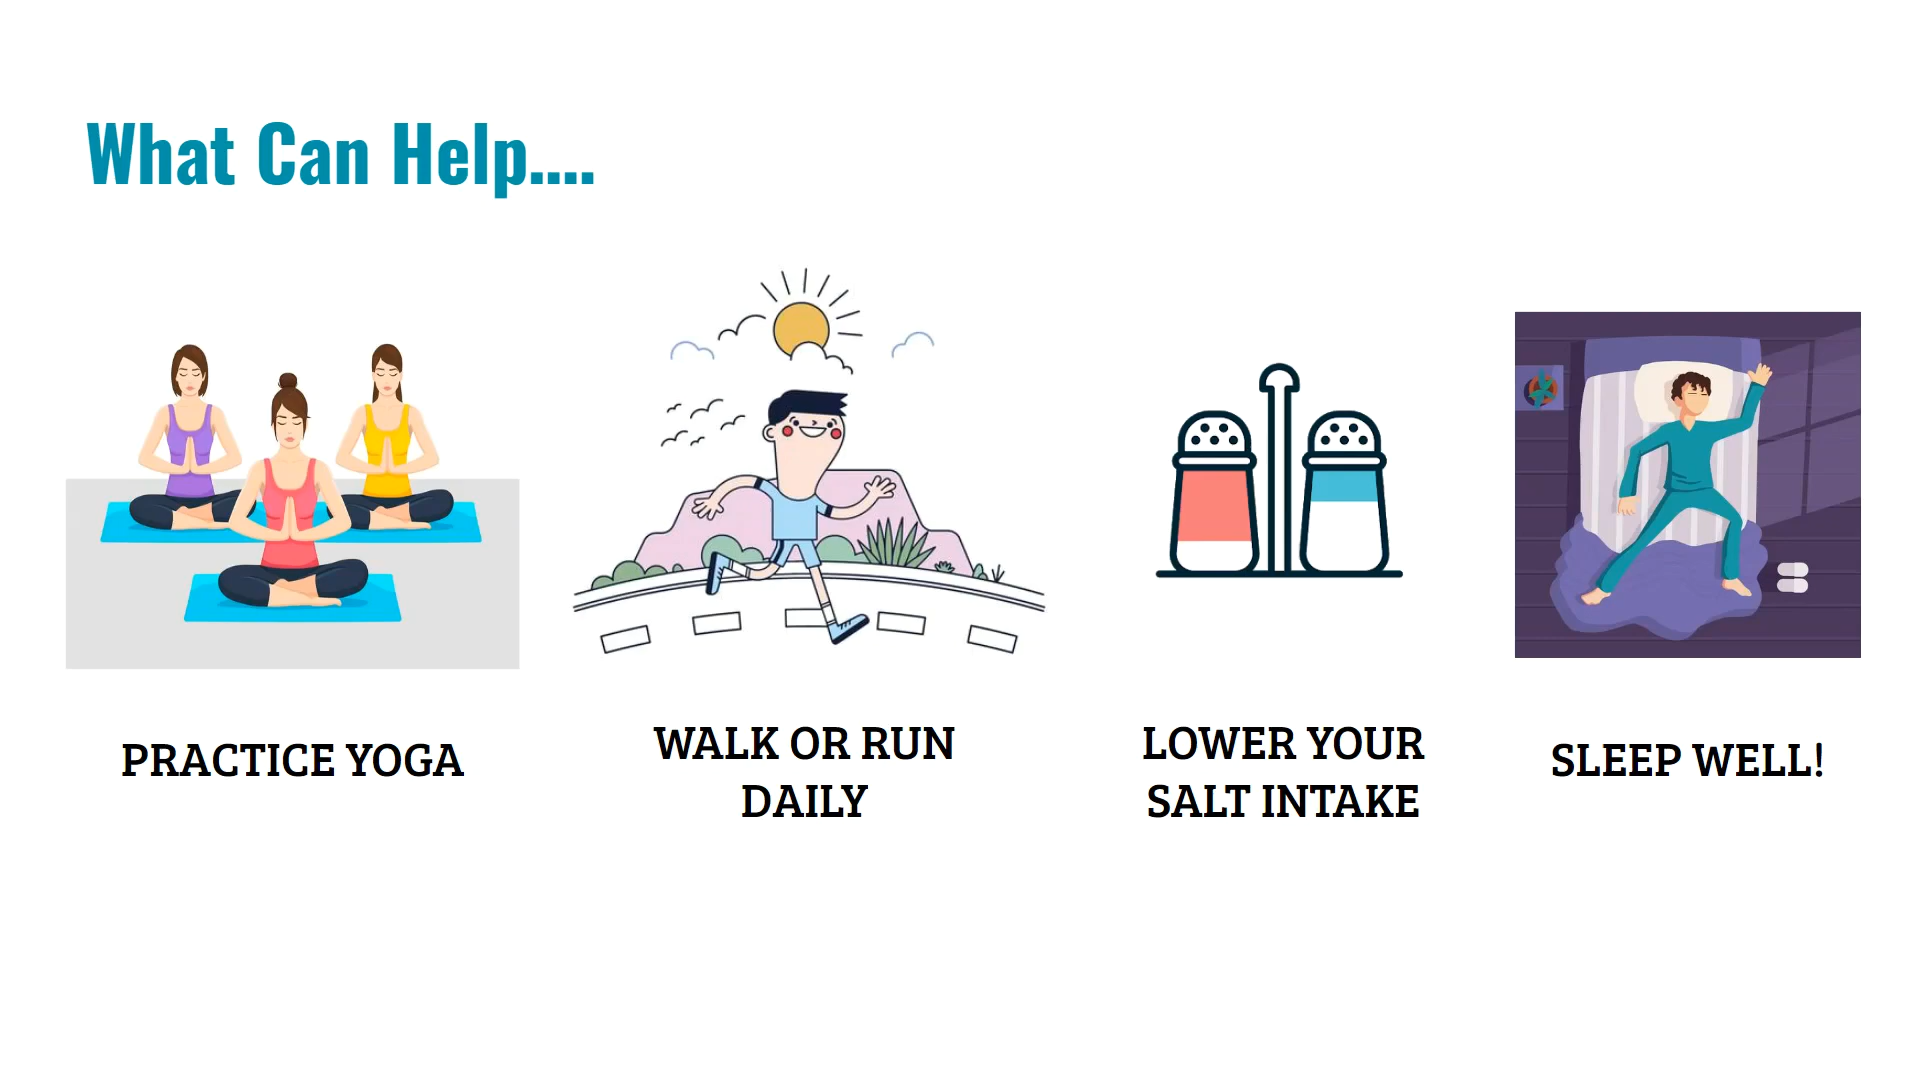 What Can Help....
PRACTICE YOGA
WALK OR RUN
DAILY
LOWER YOUR
SALT INTAKE
SLEEP WELL!